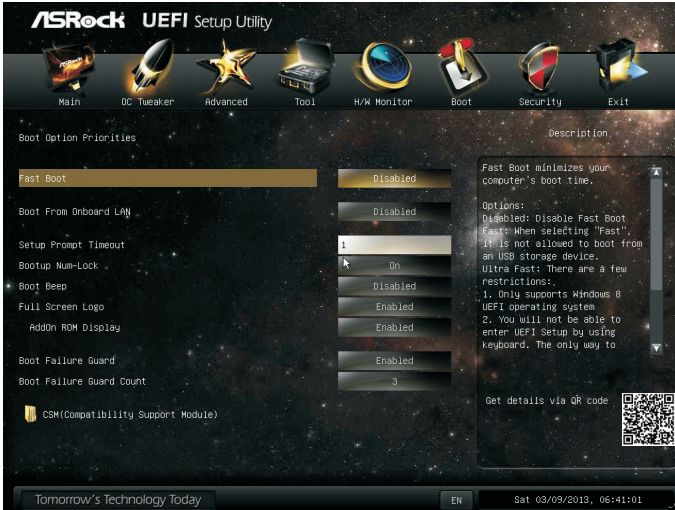 ASRock UEFI Setup Utility
Main OC Tweaker Advanced Tool H/W Monitor Boot Security Exit
Boot Option Priorities
Fast Boot Disabled
Boot From Onboard LAN Disabled
Setup Prompt Timeout 1
Bootup Num-Lock On
Boot Beep Disabled
Full Screen Logo Enabled
AddOn ROM Display Enabled
Boot Failure Guard Enabled
Boot Failure Guard Count 3
CSM(Compatibility Support Module)
Description
Fast Boot minimizes your
computer's boot time.
Options:
Disabled: Disable Fast Boot
Fast: When selecting "Fast",
it is not allowed to boot from
an USB storage device.
Ultra Fast: There are a few
restrictions:
1. Only supports Windows 8
UEFI operating system
2. You will not be able to
enter UEFI Setup by using
keyboard. The only way to
Get details via QR code
Tomorrow's Technology Today
EN
Sat 03/09/2013, 06:41:01